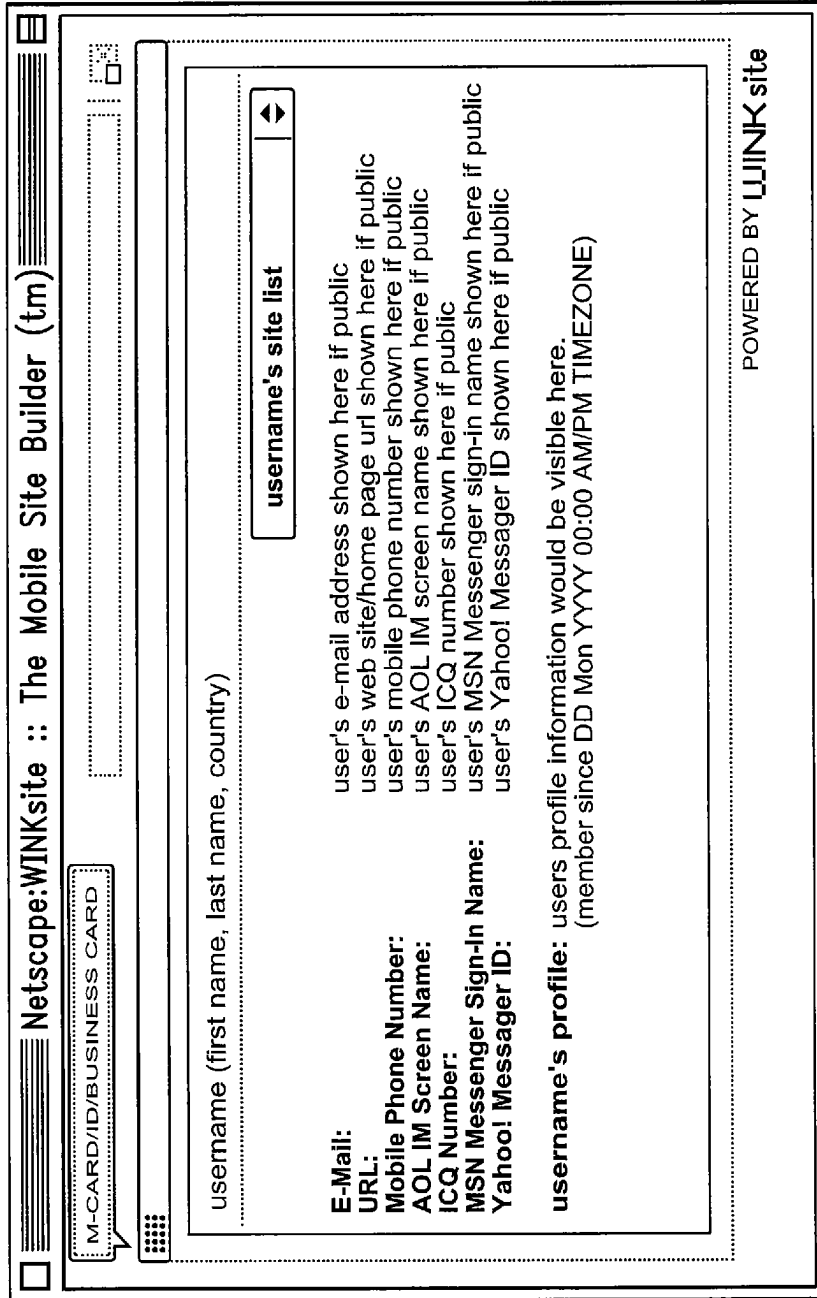 Netscape:WINKsite :: The Mobile Site Builder (tm)
M-CARD/ID/BUSINESS CARD
username (first name, last name, country)
username's site list
E-Mail: user's e-mail address shown here if public
URL: user's web site/home page url shown here if public
Mobile Phone Number: user's mobile phone number shown here if public
AOL IM Screen Name: user's AOL IM screen name shown here if public
ICQ Number: user's ICQ number shown here if public
MSN Messenger Sign-In Name: user's MSN Messenger sign-in name shown here if public
Yahoo! Messager ID: user's Yahoo! Messager ID shown here if public
username's profile: users profile information would be visible here.
(member since DD Mon YYYY 00:00 AM/PM TIMEZONE)
POWERED BY WINKsite